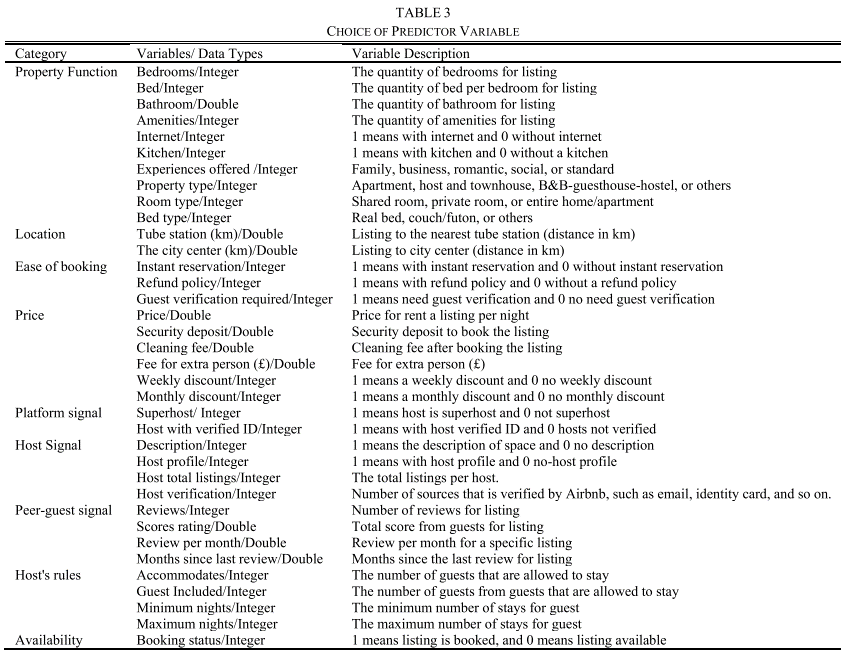 TABLE 3
CHOICE OF PREDICTOR VARIABLE
Category Variables/ Data Types Variable Description
Property Function Bedrooms/Integer The quantity of bedrooms for listing
Bed/Integer The quantity of bed per bedroom for listing
Bathroom/Double The quantity of bathroom for listing
Amenities/Integer The quantity of amenities for listing
Internet/Integer 1 means with internet and 0 without internet
Kitchen/Integer 1 means with kitchen and 0 without a kitchen
Experiences offered /Integer Family, business, romantic, social, or standard
Property type/Integer Apartment, host and townhouse, B&B-guesthouse-hostel, or others
Room type/Integer Shared room, private room, or entire home/apartment
Bed type/Integer Real bed, couch/futon, or others
Location Tube station (km)/Double Listing to the nearest tube station (distance in km)
The city center (km)/Double Listing to city center (distance in km)
Ease of booking Instant reservation/Integer 1 means with instant reservation and 0 without instant reservation
Refund policy/Integer 1 means with refund policy and 0 without a refund policy
Guest verification required/Integer 1 means need guest verification and 0 no need guest verification
Price Price/Double Price for rent a listing per night
Security deposit/Double Security deposit to book the listing
Cleaning fee/Double Cleaning fee after booking the listing
Fee for extra person (£)/Double Fee for extra person (£)
Weekly discount/Integer 1 means a weekly discount and 0 no weekly discount
Monthly discount/Integer 1 means a monthly discount and 0 no monthly discount
Platform signal Superhost/ Integer 1 means host is superhost and 0 not superhost
Host with verified ID/Integer 1 means with host verified ID and 0 hosts not verified
Host Signal Description/Integer 1 means the description of space and 0 no description
Host profile/Integer 1 means with host profile and 0 no-host profile
Host total listings/Integer The total listings per host.
Host verification/Integer Number of sources that is verified by Airbnb, such as email, identity card, and so on.
Peer-guest signal Reviews/Integer Number of reviews for listing
Scores rating/Double Total score from guests for listing
Review per month/Double Review per month for a specific listing
Months since last review/Double Months since the last review for listing
Host's rules Accommodates/Integer The number of guests that are allowed to stay
Guest Included/Integer The number of guests from guests that are allowed to stay
Minimum nights/Integer The minimum number of stays for guest
Maximum nights/Integer The maximum number of stays for guest
Availability Booking status/Integer 1 means listing is booked, and 0 means listing available